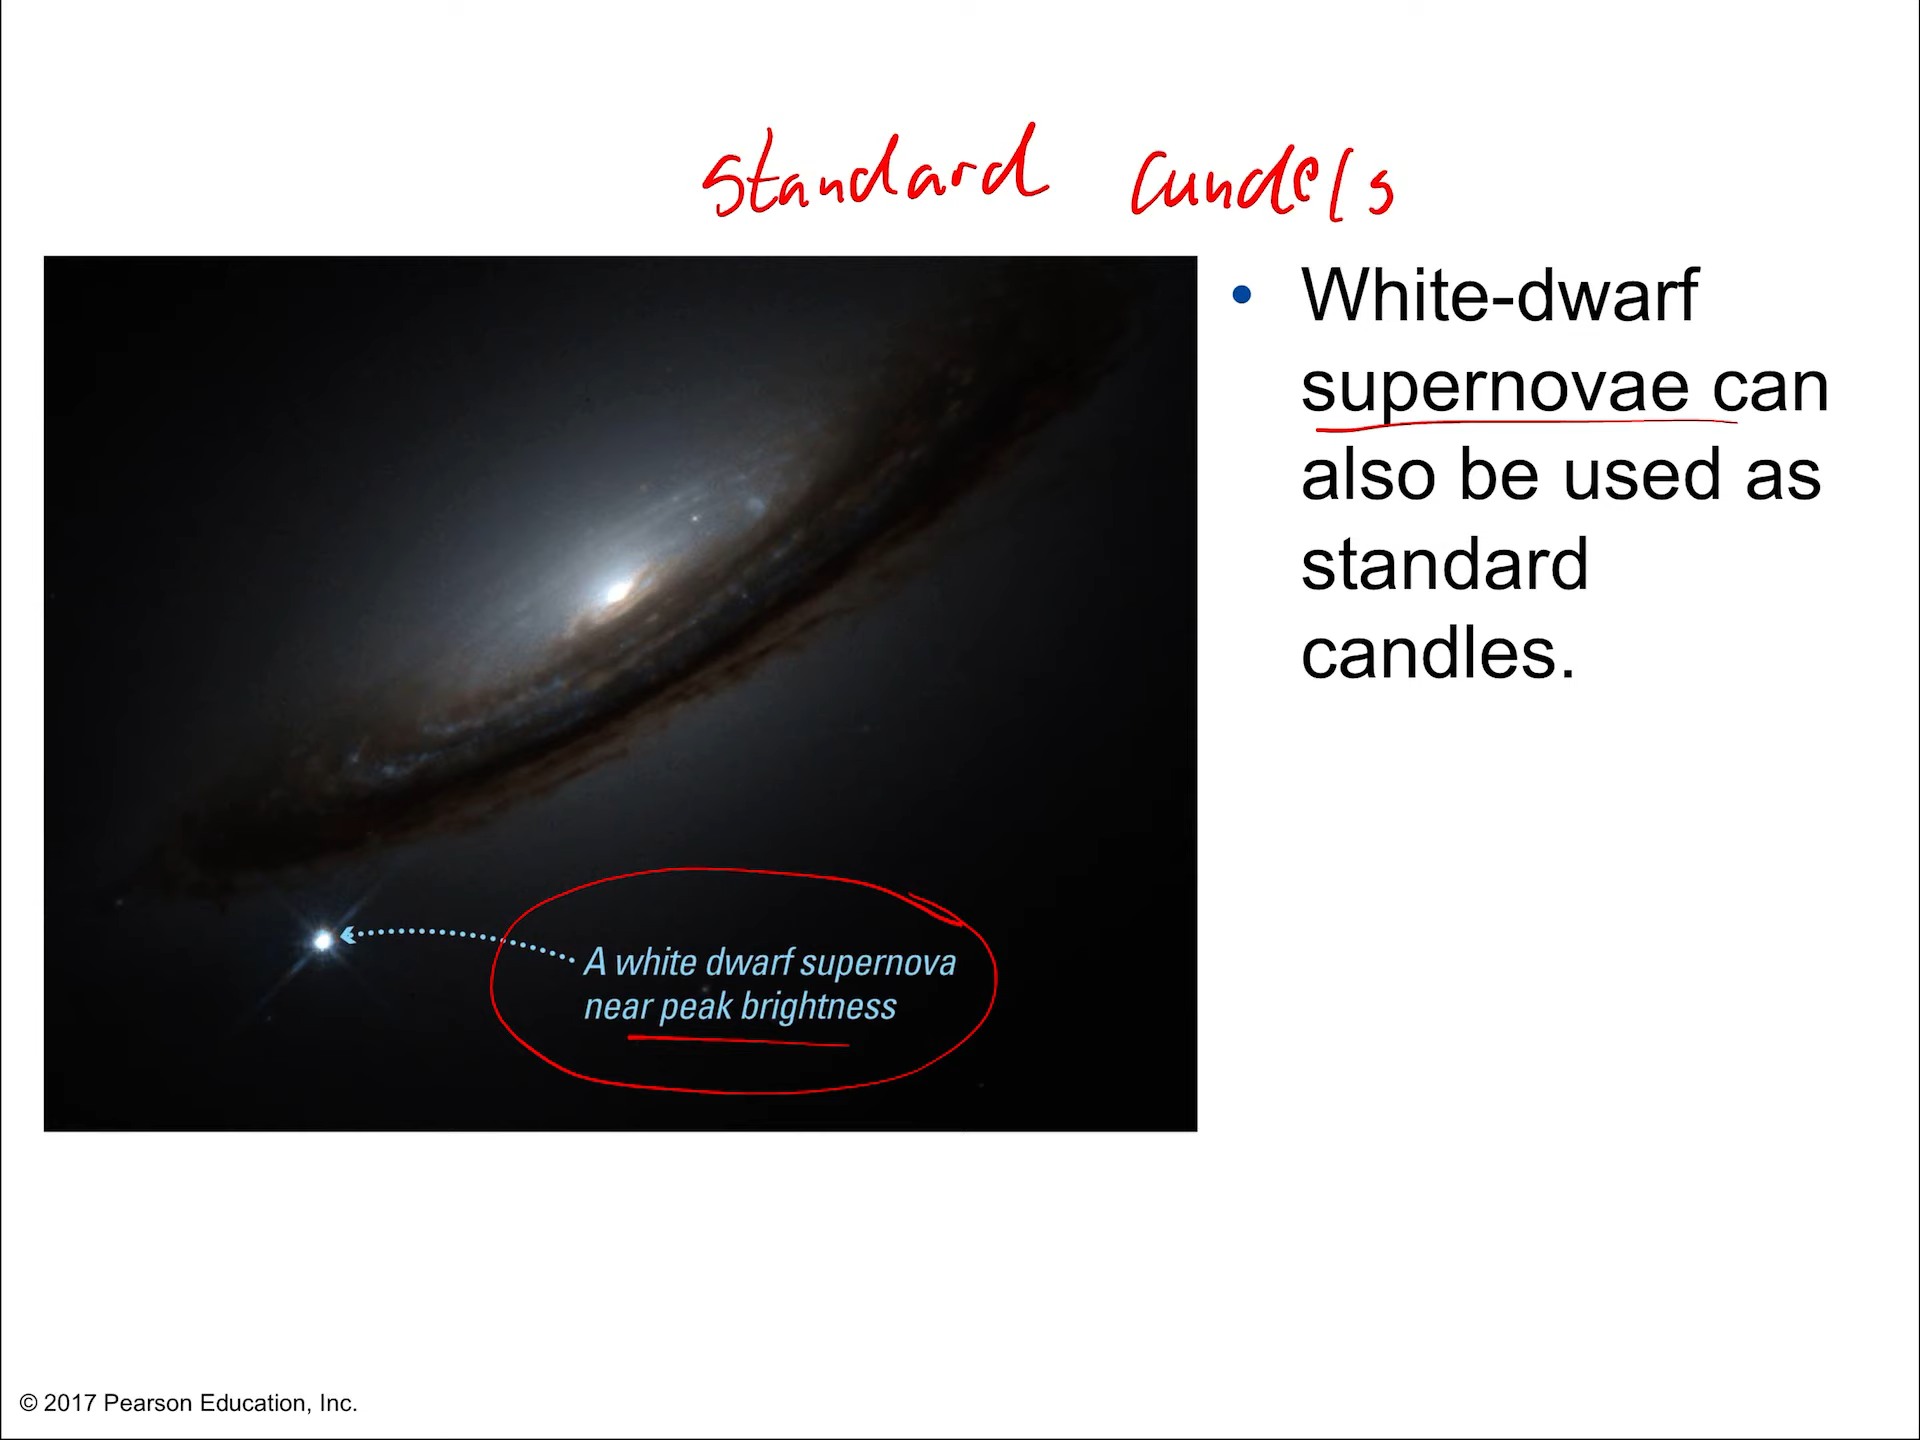 Standard Cundels
• White-dwarf
supernovae can
also be used as
standard
candles.
A white dwarf supernova
near peak brightness
© 2017 Pearson Education, Inc.